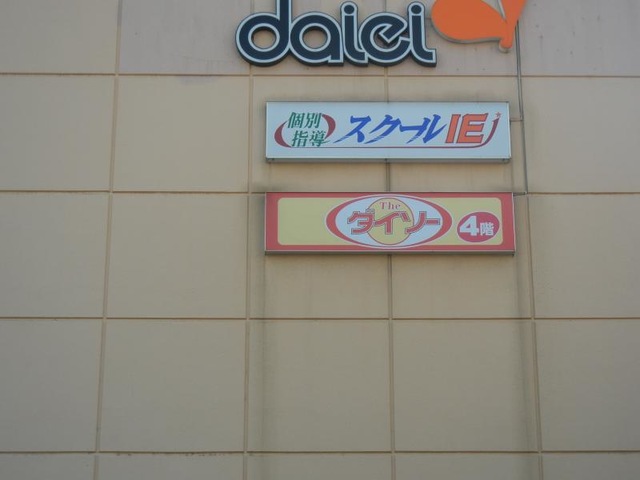 daiei
個別
指導
スクールIE
The
ダイソー
4階